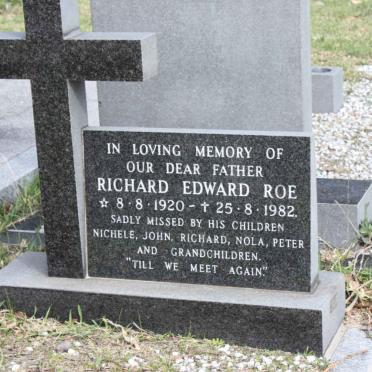 IN LOVING MEMORY OF
OUR DEAR FATHER
RICHARD EDWARD ROE
☆ 8·8·1920 - ✝ 25·8·1982.
SADLY MISSED BY HIS CHILDREN
NICHELE, JOHN, RICHARD, NOLA, PETER
AND GRANDCHILDREN.
"TILL WE MEET AGAIN."